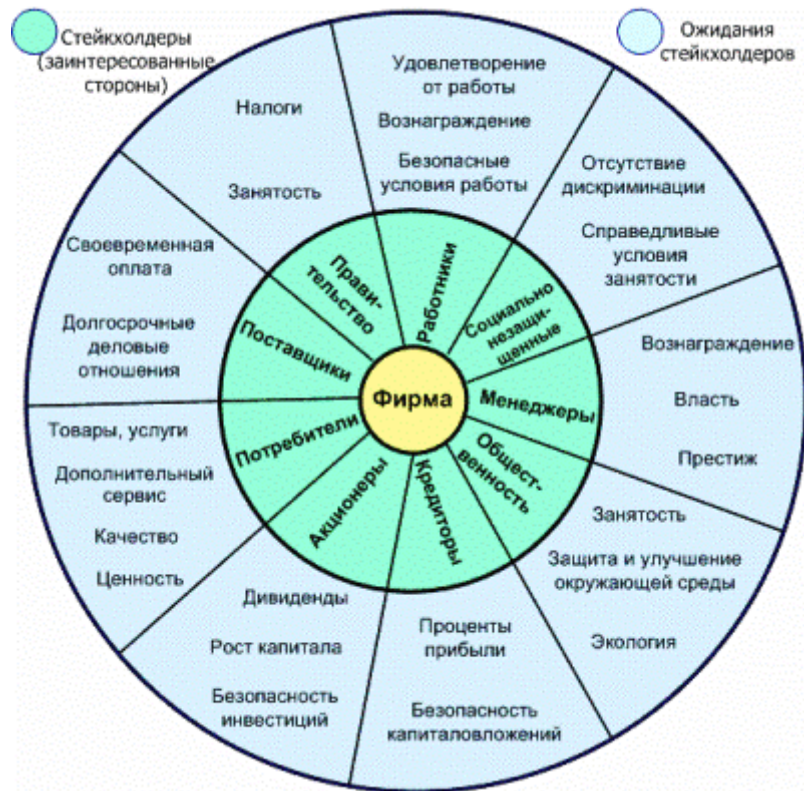 Стейкхолдеры
(заинтересованные
стороны)
Ожидания
стейкхолдеров
Налоги
Занятость
Удовлетворение
от работы
Вознаграждение
Безопасные
условия работы
Отсутствие
дискриминации
Справедливые
условия
занятости
Своевременная
оплата
Долгосрочные
деловые
отношения
Вознаграждение
Власть
Престиж
Прави-
тельство
Работники
Социально
незащи-
щенные
Поставщики
Фирма
Менеджеры
Потребители
Акционеры
Кредиторы
Общест-
венность
Товары, услуги
Дополнительный
сервис
Качество
Ценность
Занятость
Защита и улучшение
окружающей среды
Экология
Дивиденды
Рост капитала
Безопасность
инвестиций
Проценты
прибыли
Безопасность
капиталовложений